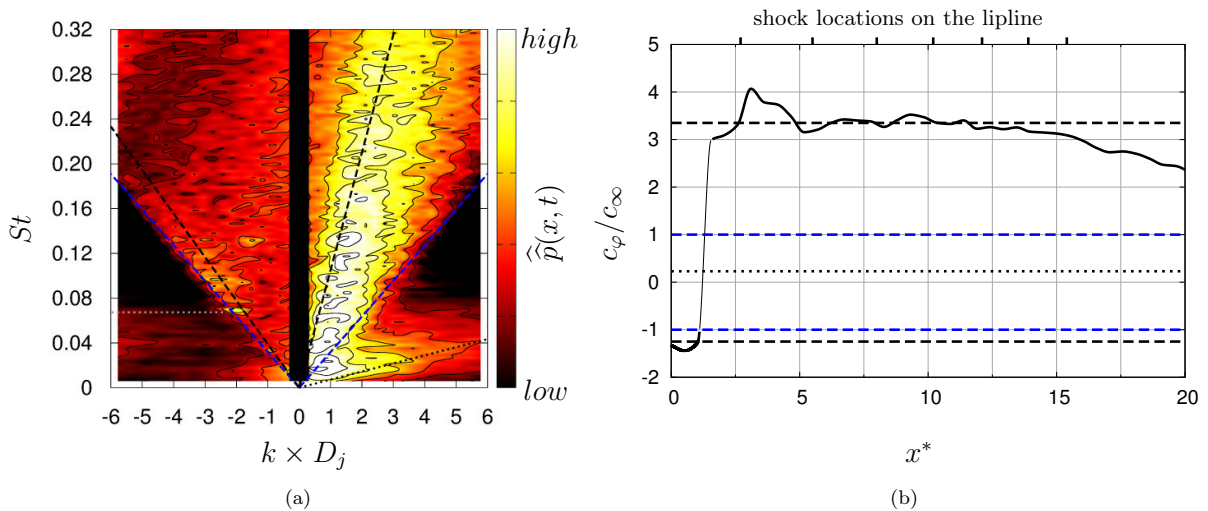 0.32
0.28
0.24
0.20
0.16
0.12
0.08
0.04
0
St
-6 -5 -4 -3 -2 -1 0 1 2 3 4 5 6
k × D_j
high
low
p̂̂(x, t)
(a)
shock locations on the lipline
5
4
3
2
1
0
-1
-2
c_φ/c_∞
0 5 10 15 20
x*
(b)